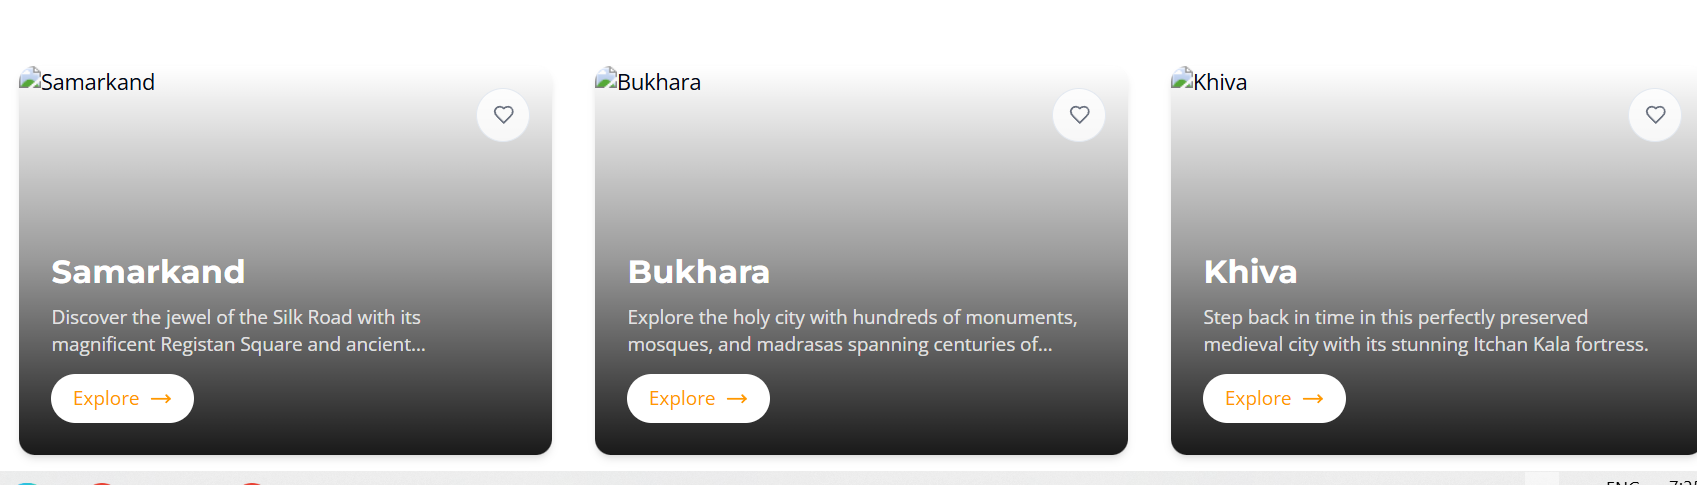 Samarkand
Bukhara
Khiva
Samarkand
Discover the jewel of the Silk Road with its
magnificent Registan Square and ancient...
Explore →
Bukhara
Explore the holy city with hundreds of monuments,
mosques, and madrasas spanning centuries of...
Explore →
Khiva
Step back in time in this perfectly preserved
medieval city with its stunning Itchan Kala fortress.
Explore →